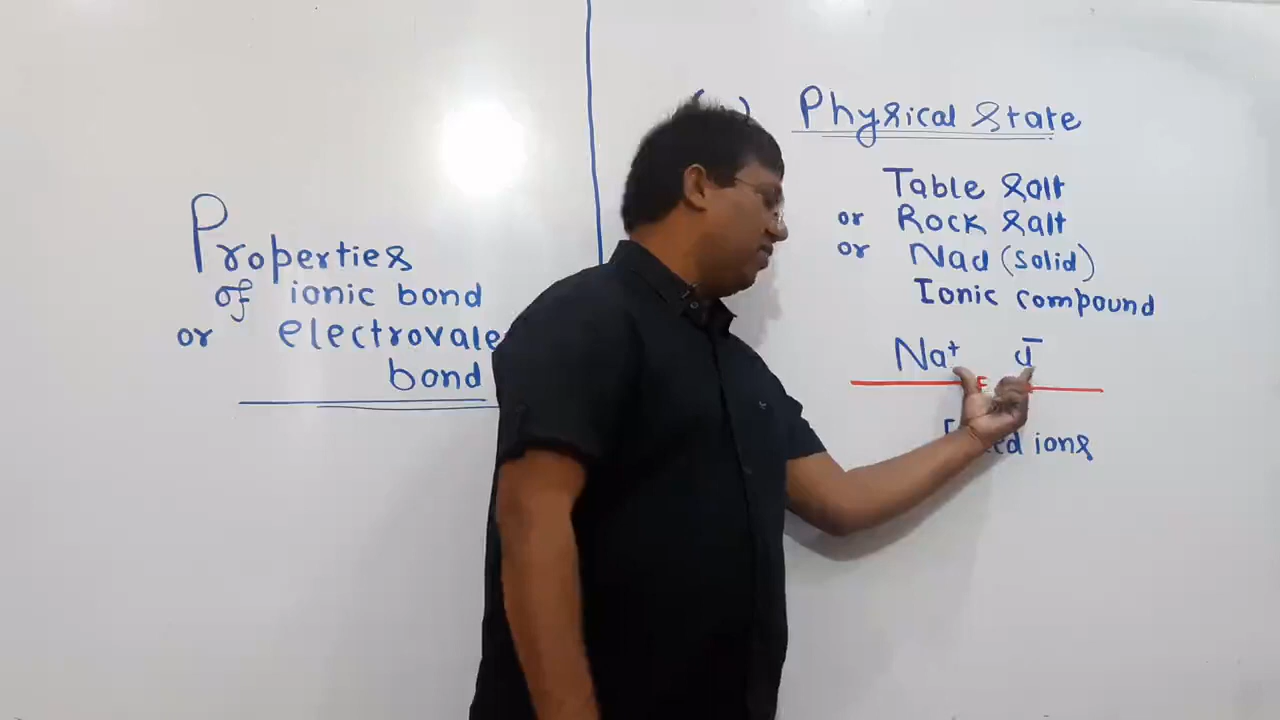 Properties
of ionic bond
or electrovale
bond
Physical state
Table salt
or Rock salt
or NaCl (solid)
Ionic compound
Na⁺ Cl⁻
ions